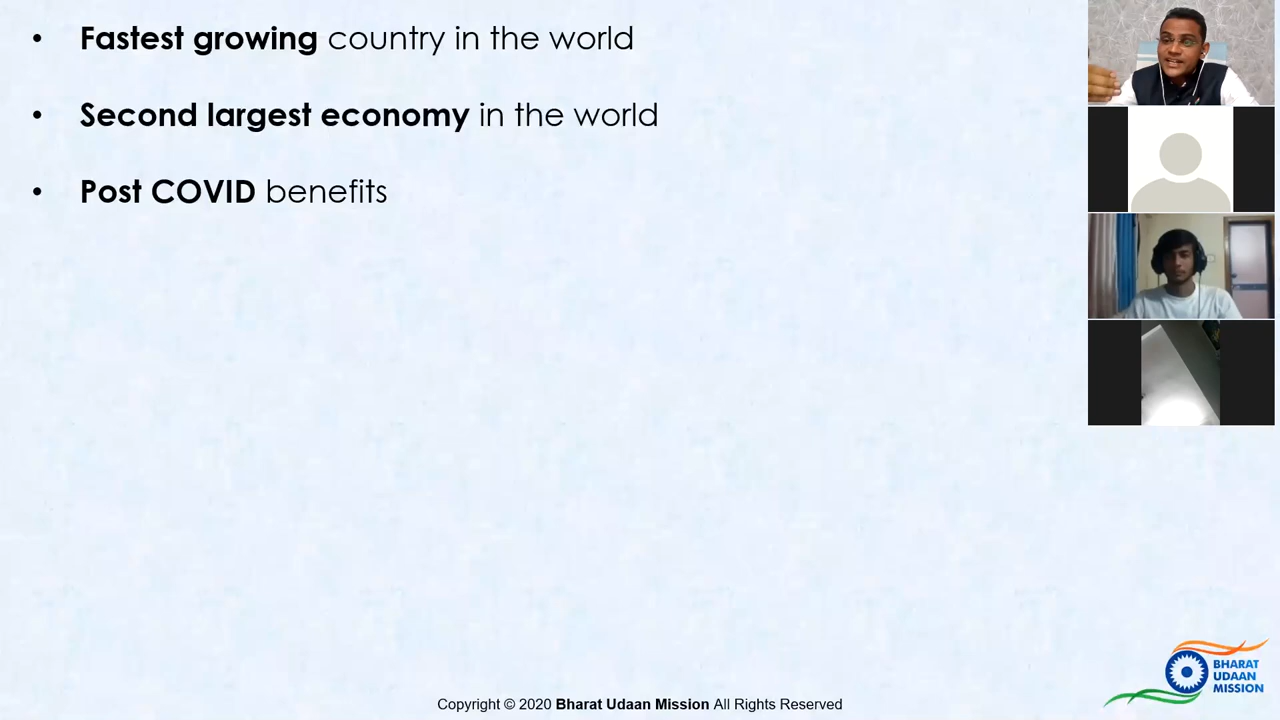 • Fastest growing country in the world
• Second largest economy in the world
• Post COVID benefits
BHARAT
UDAAN
MISSION
Copyright © 2020 Bharat Udaan Mission All Rights Reserved